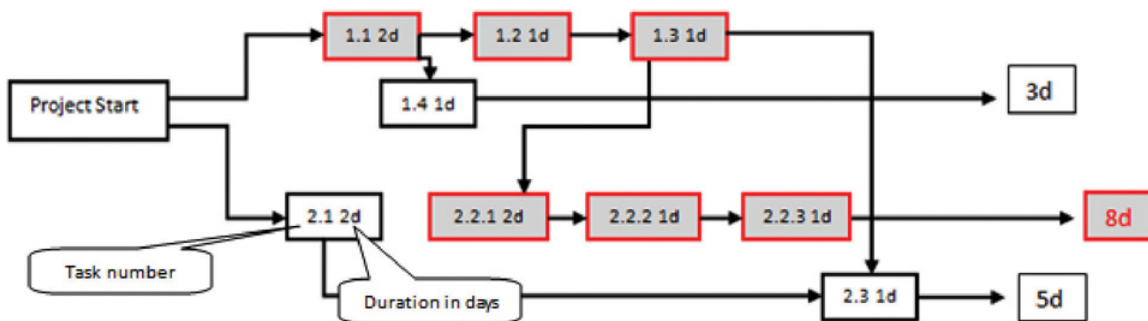 1.1 2d
1.2 1d
1.3 1d
Project Start
1.4 1d
3d
2.1 2d
2.2.1 2d
2.2.2 1d
2.2.3 1d
8d
Task number
Duration in days
2.3 1d
5d